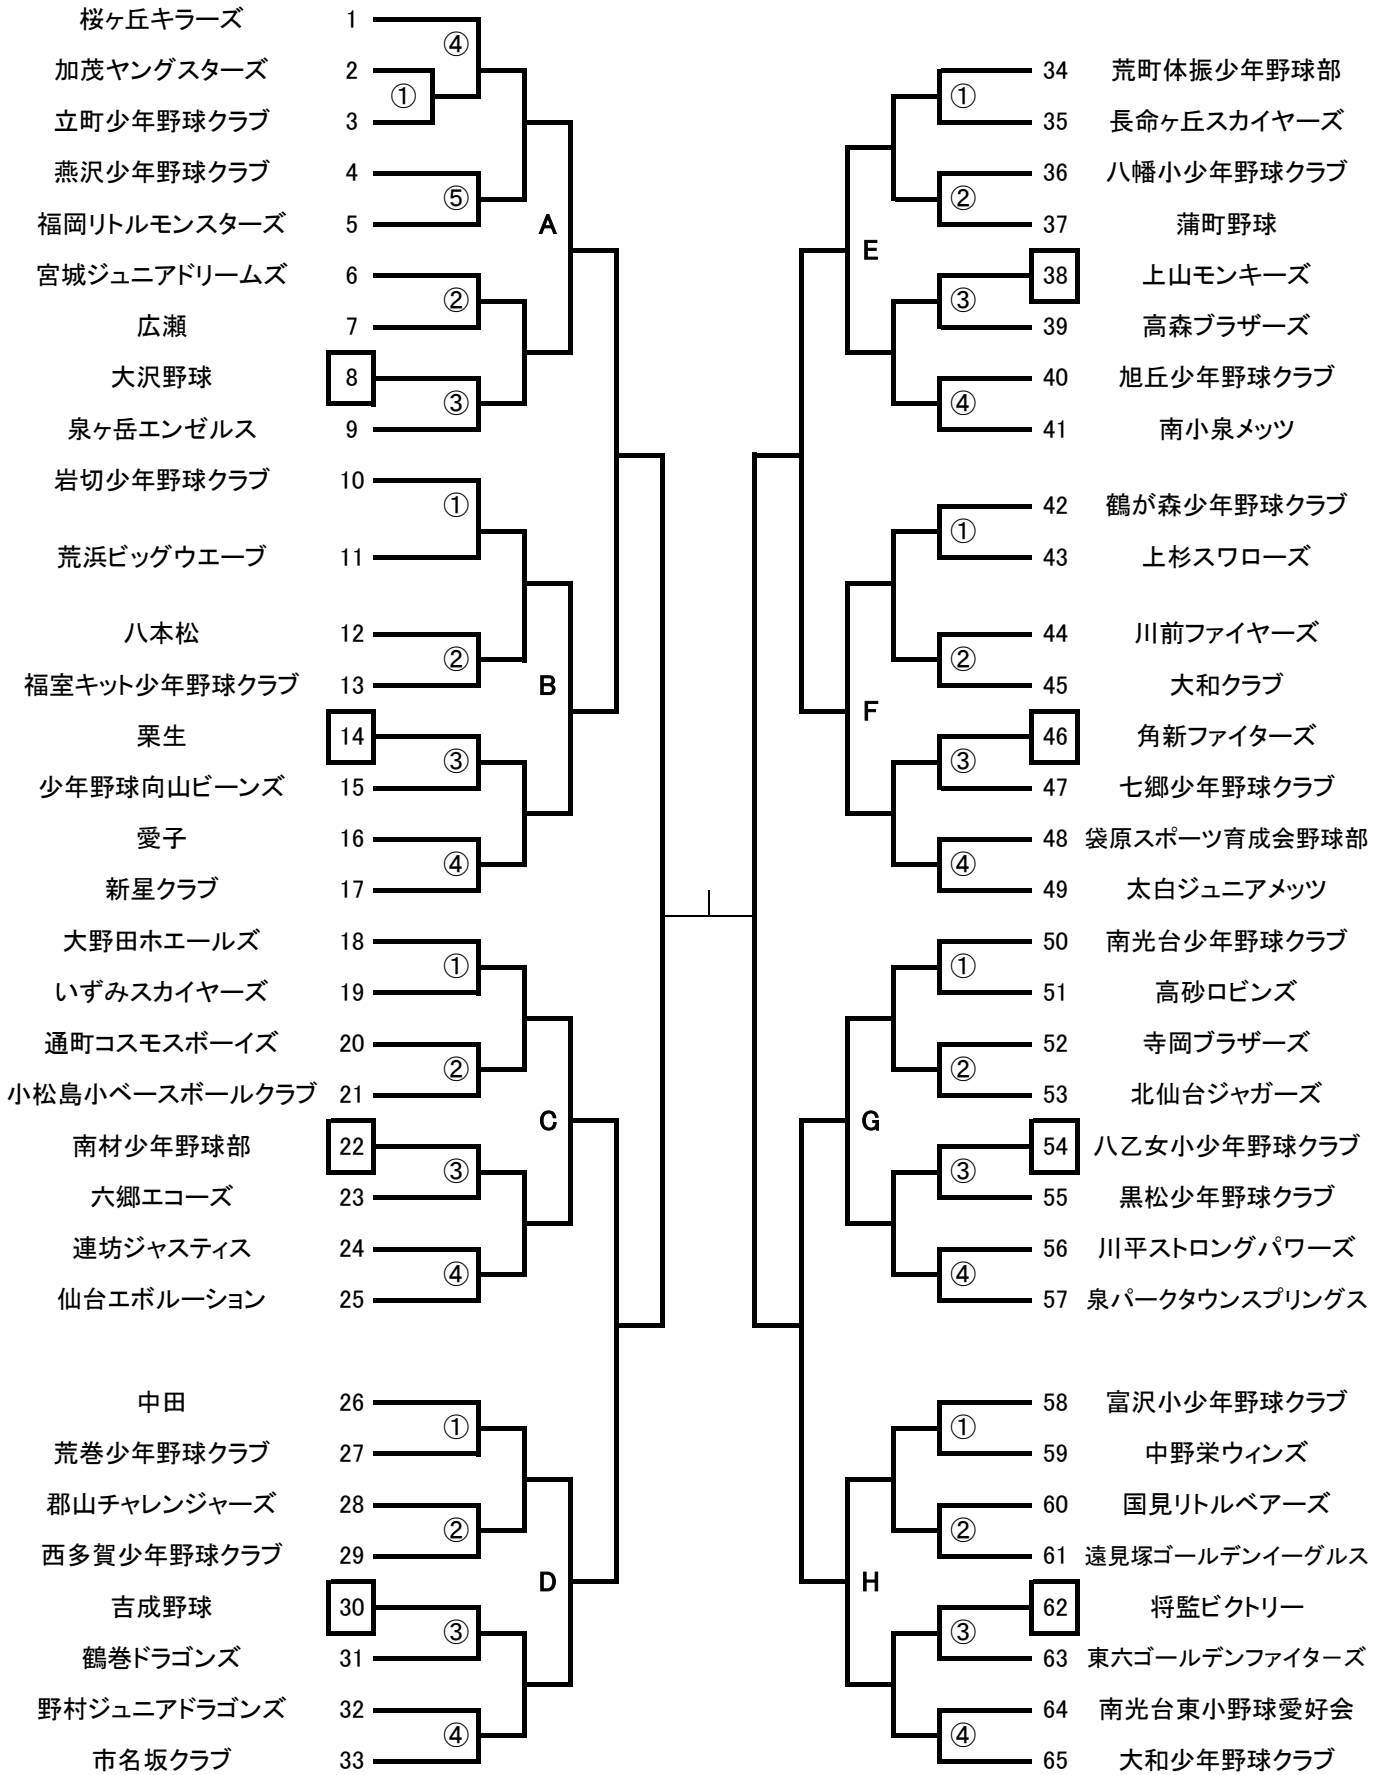 桜ヶ丘キラーズ 1
④
加茂ヤングスターズ 2
①
立町少年野球クラブ 3
燕沢少年野球クラブ 4
⑤
福岡リトルモンスターズ 5
A
宮城ジュニアドリームズ 6
②
広瀬 7
大沢野球 8
③
泉ヶ岳エンゼルス 9
岩切少年野球クラブ 10
①
荒浜ビッグウエーブ 11
八本松 12
②
福室キット少年野球クラブ 13
B
栗生 14
③
少年野球向山ビーンズ 15
愛子 16
④
新星クラブ 17
大野田ホエールズ 18
①
いずみスカイヤーズ 19
通町コスモスボーイズ 20
②
小松島小ベースボールクラブ 21
C
南材少年野球部 22
③
六郷エコーズ 23
連坊ジャスティス 24
④
仙台エボルーション 25
中田 26
①
荒巻少年野球クラブ 27
郡山チャレンジャーズ 28
②
西多賀少年野球クラブ 29
D
吉成野球 30
③
鶴巻ドラゴンズ 31
野村ジュニアドラゴンズ 32
④
市名坂クラブ 33
34 荒町体振少年野球部
①
35 長命ヶ丘スカイヤーズ
36 八幡小少年野球クラブ
②
37 蒲町野球
E
38 上山モンキーズ
③
39 高森ブラザーズ
40 旭丘少年野球クラブ
④
41 南小泉メッツ
42 鶴が森少年野球クラブ
①
43 上杉スワローズ
44 川前ファイヤーズ
②
45 大和クラブ
F
46 角新ファイターズ
③
47 七郷少年野球クラブ
48 袋原スポーツ育成会野球部
④
49 太白ジュニアメッツ
50 南光台少年野球クラブ
①
51 高砂ロビンズ
52 寺岡ブラザーズ
②
53 北仙台ジャガーズ
G
54 八乙女小少年野球クラブ
③
55 黒松少年野球クラブ
56 川平ストロングパワーズ
④
57 泉パークタウンスプリングス
58 富沢小少年野球クラブ
①
59 中野栄ウィンズ
60 国見リトルベアーズ
②
61 遠見塚ゴールデンイーグルス
H
62 将監ビクトリー
③
63 東六ゴールデンファイターズ
64 南光台東小野球愛好会
④
65 大和少年野球クラブ